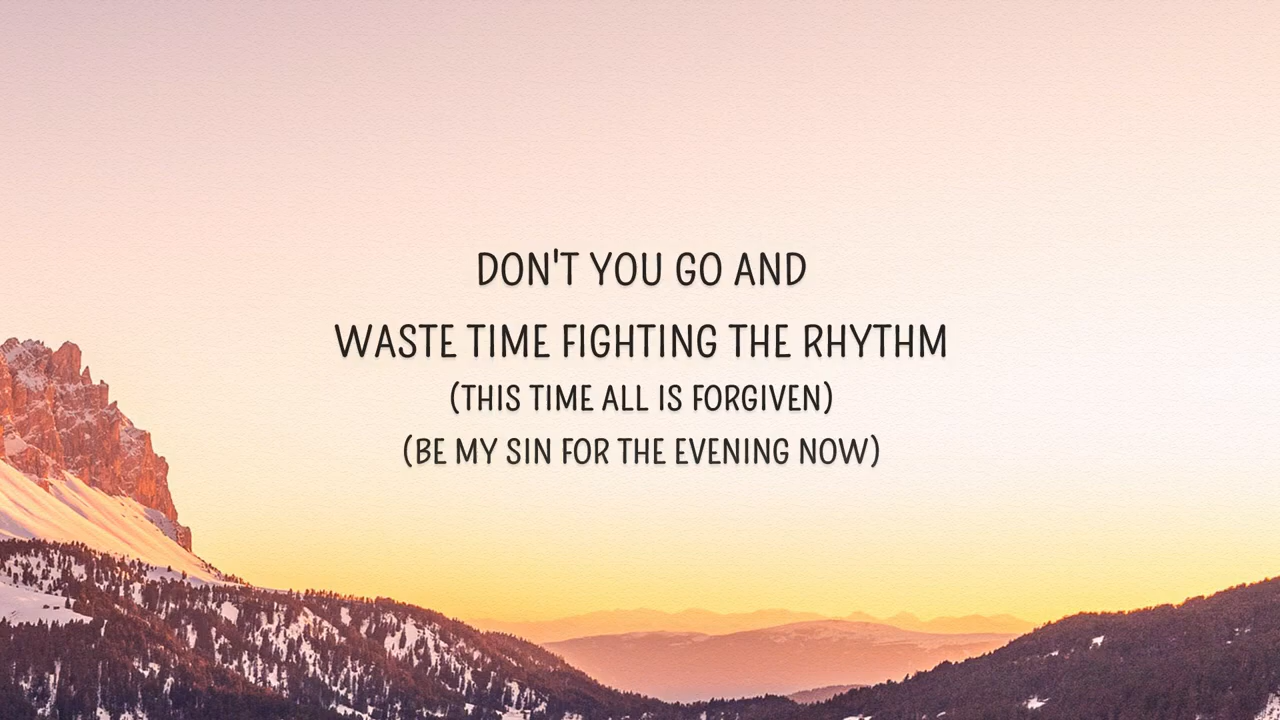 DON'T YOU GO AND
WASTE TIME FIGHTING THE RHYTHM
(THIS TIME ALL IS FORGIVEN)
(BE MY SIN FOR THE EVENING NOW)